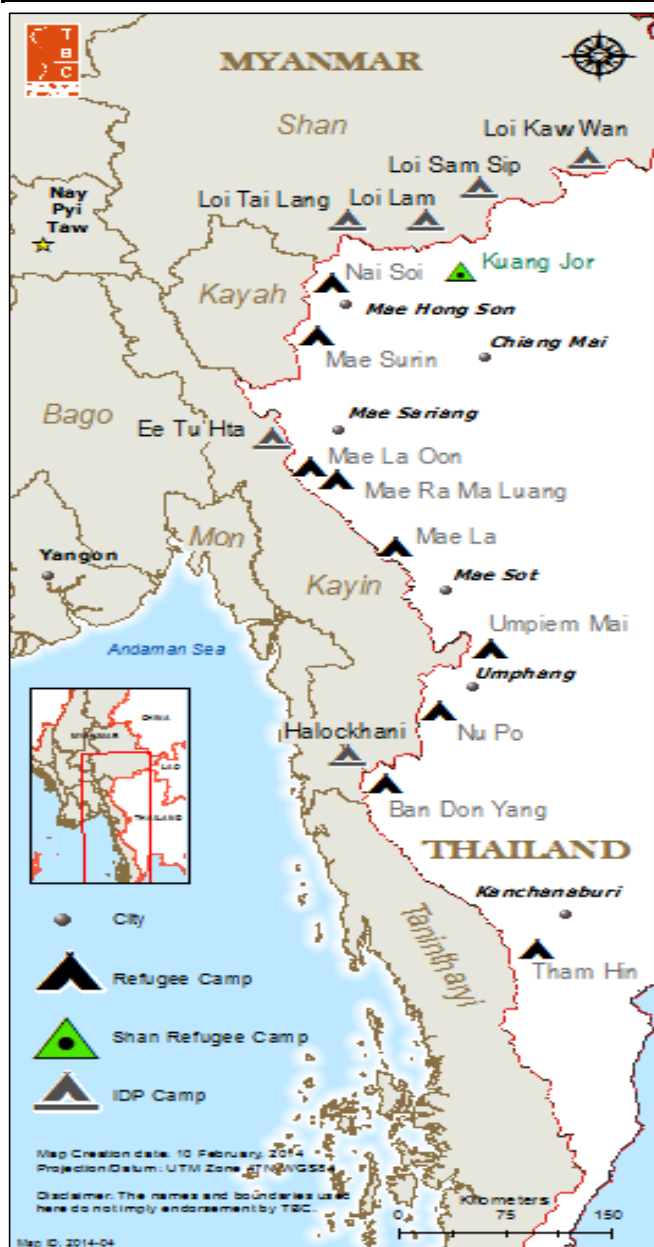 T
B
C
MYANMAR
Shan
Loi Kaw Wan
Loi Sam Sip
Nay
Pyi
Taw
Loi Tai Lang
Loi Lam
Kuang Jor
Nai Soi
Kayah
Mae Hong Son
Chiang Mai
Mae Surin
Bago
Mae Sariang
Ee Tu Hta
Mae La Oon
Mae Ra Ma Luang
Mon
Mae La
Yangon
Kayin
Mae Sot
Umpiem Mai
Andaman Sea
Umphang
CHINA
MYANMAR
LAO
THAILAND
Halockhani
Nu Po
Ban Don Yang
THAILAND
Kanchanaburi
Tanintharyi
Tham Hin
City
Refugee Camp
Shan Refugee Camp
IDP Camp
Map Creation date: 10 February, 2014
Projection/Datum: UTM Zone
Disclaimer: The names and boundaries used
here do not imply endorsement by TBC.
Kilometers
0 75 150
Map ID: 2014-04